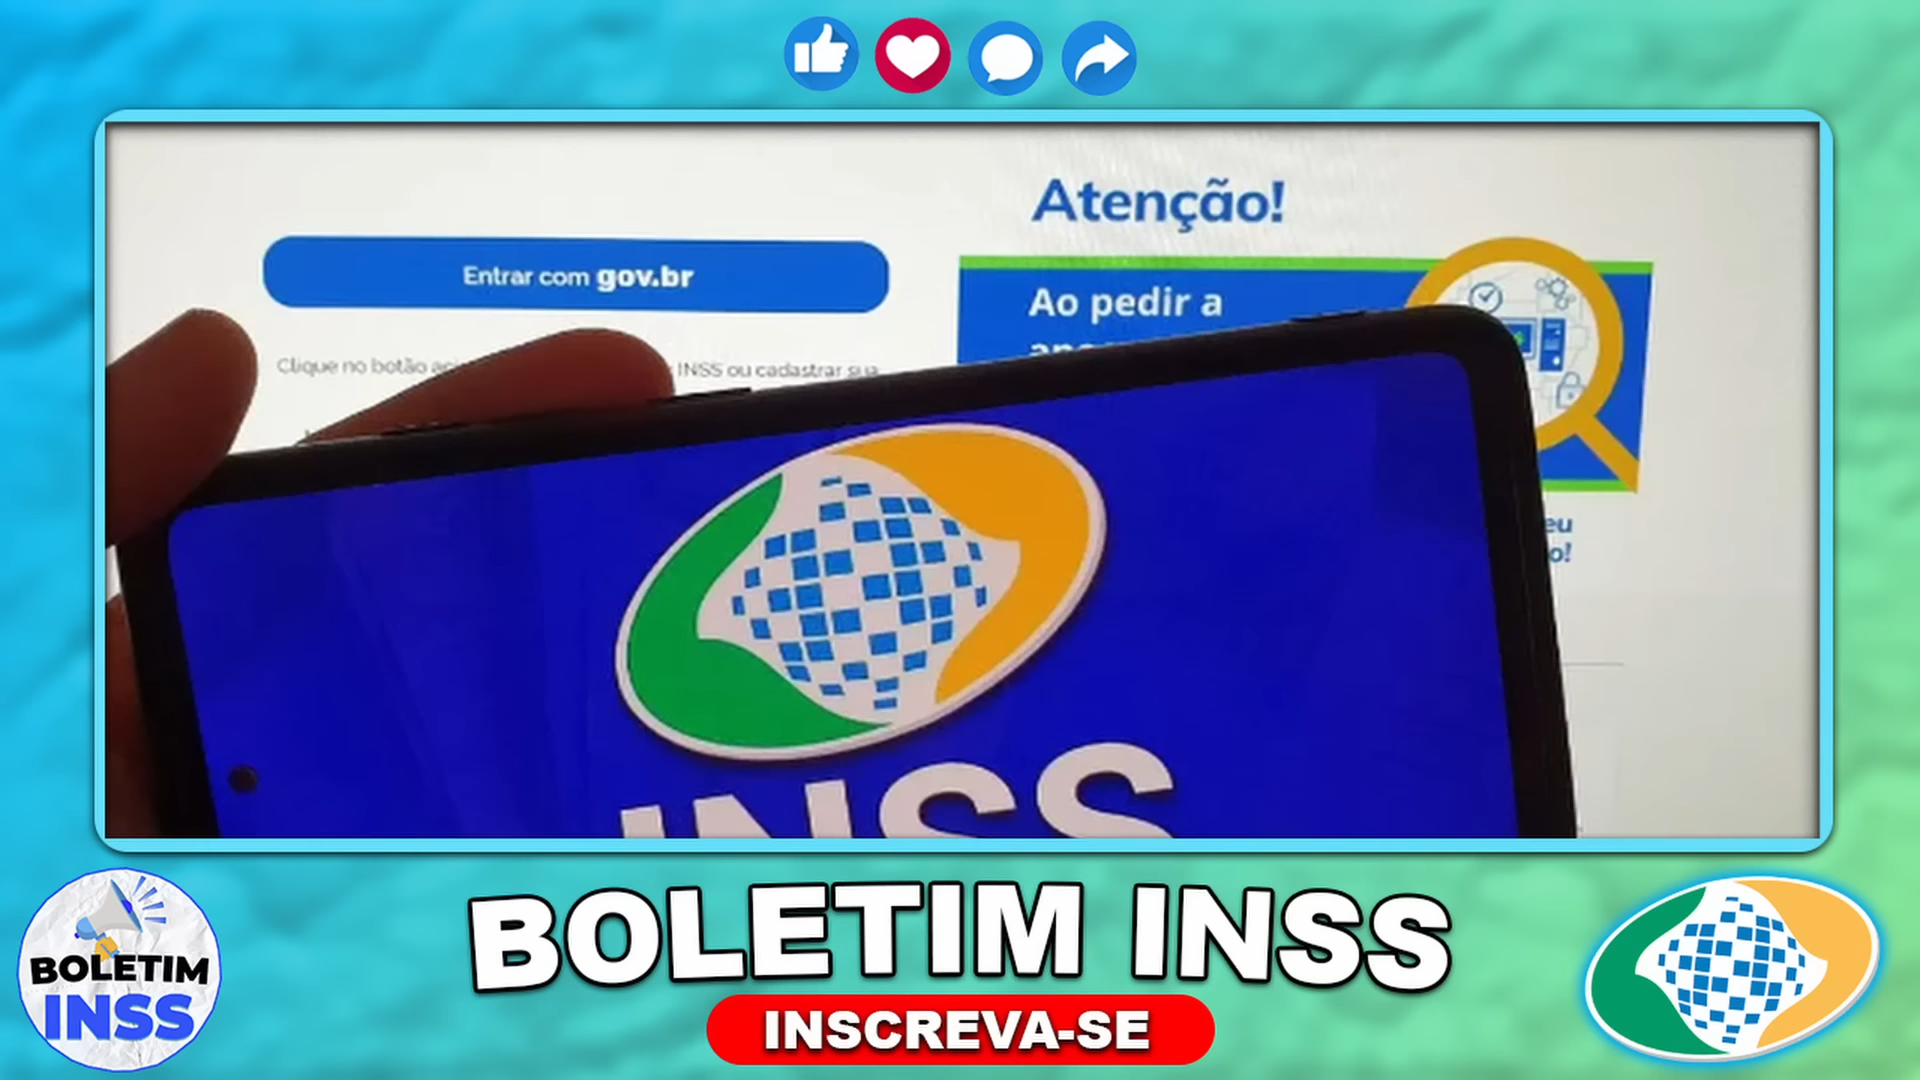 Atenção!
Entrar com gov.br
Ao pedir a
Clique no botão
INSS ou cadastrar sua
eu
o!
INSS
BOLETIM INSS
BOLETIM
INSS
INSCREVA-SE